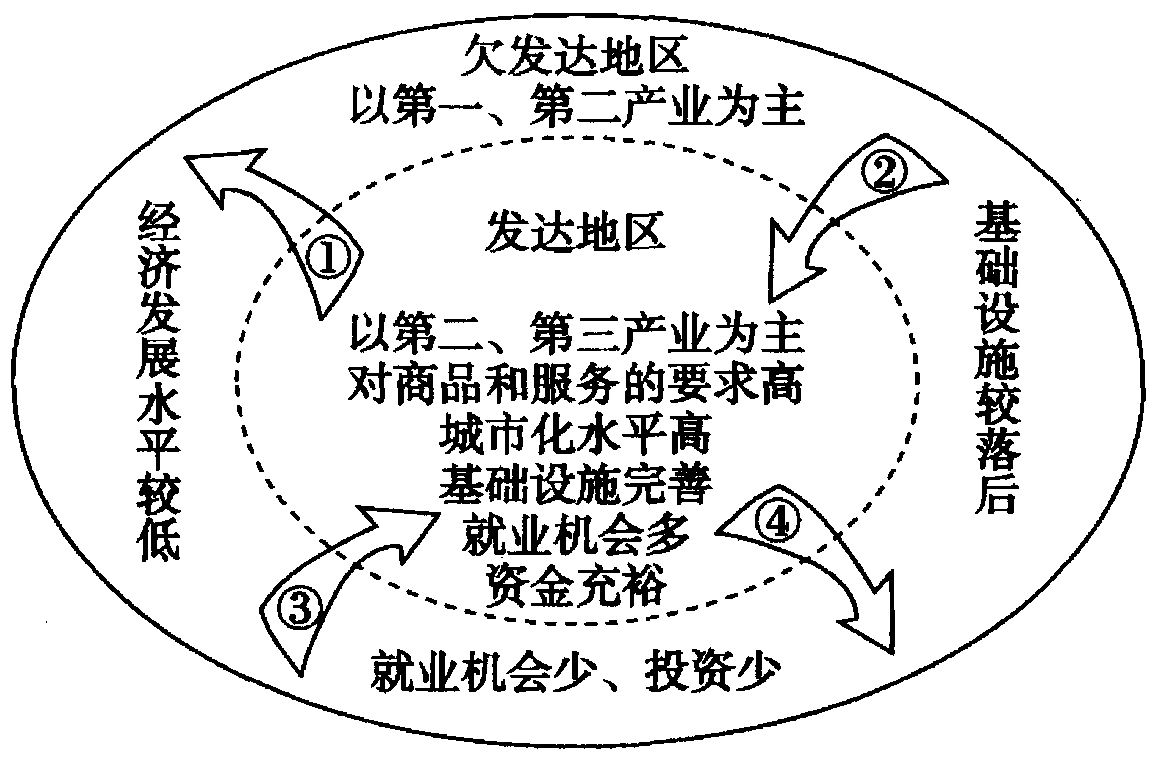 欠发达地区
以第一、第二产业为主
①
②
经济发展水平较低
发达地区
基础设施较落后
以第二、第三产业为主
对商品和服务的要求高
城市化水平高
基础设施完善
就业机会多
资金充裕
③
④
就业机会少、投资少